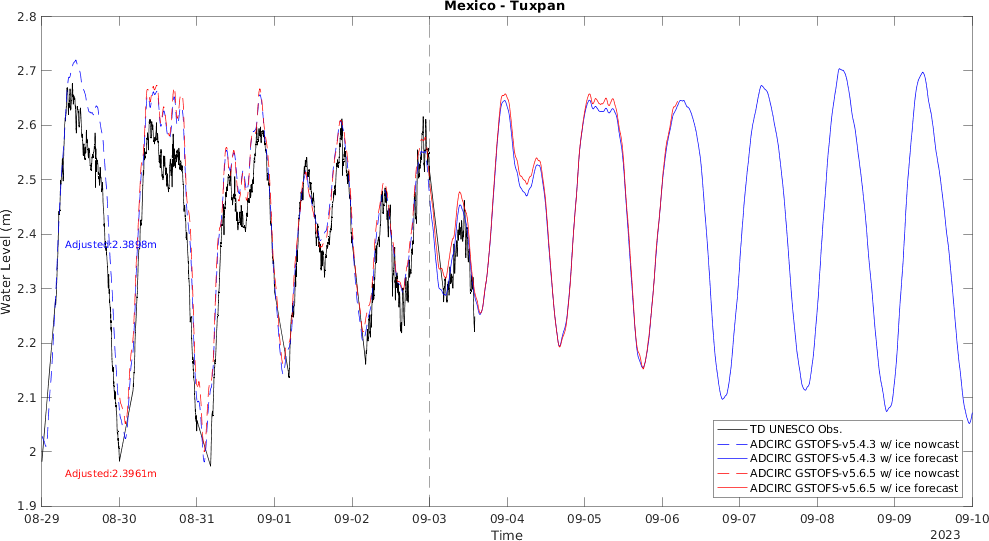 Mexico - Tuxpan
2.8
2.7
2.6
2.5
2.4
2.3
2.2
2.1
2
1.9
Water Level (m)
Adjusted:2.3898m
Adjusted:2.3961m
TD UNESCO Obs.
ADCIRC GSTOFS-v5.4.3 w/ ice nowcast
ADCIRC GSTOFS-v5.4.3 w/ ice forecast
ADCIRC GSTOFS-v5.6.5 w/ ice nowcast
ADCIRC GSTOFS-v5.6.5 w/ ice forecast
08-29 08-30 08-31 09-01 09-02 09-03 09-04 09-05 09-06 09-07 09-08 09-09 09-10
Time
2023